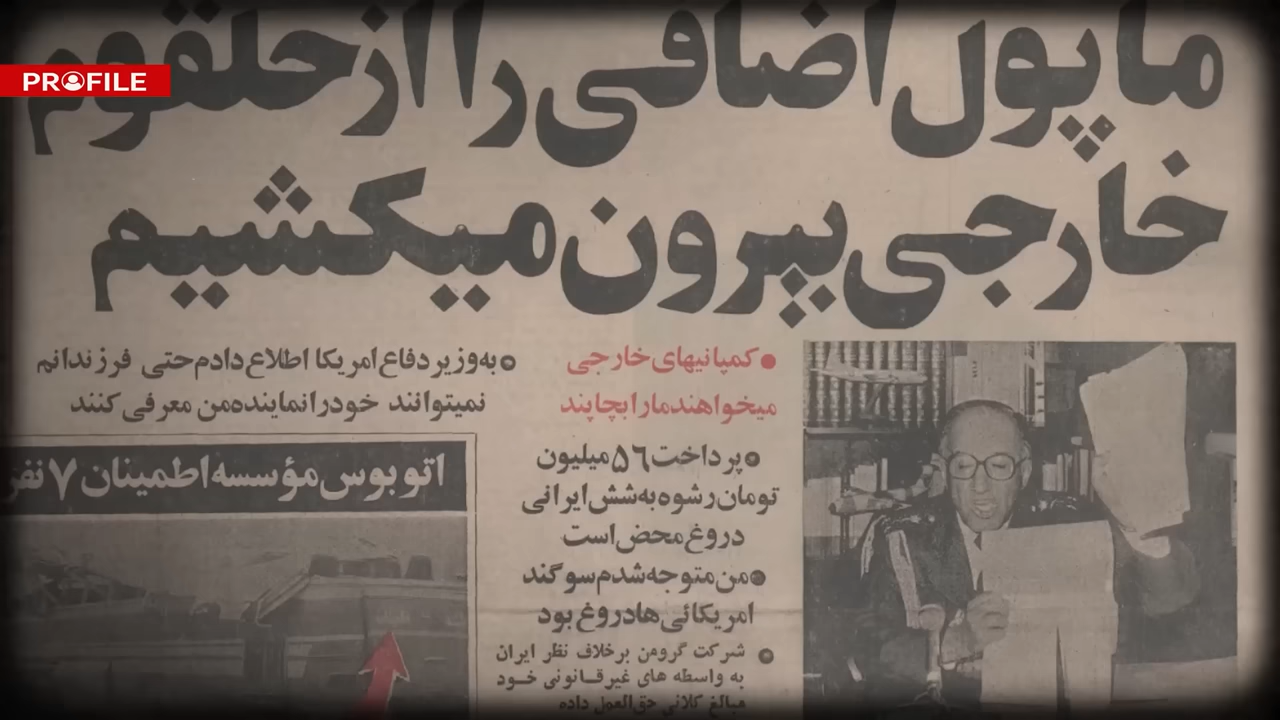 PROFILE
ما پول اضافی را از حلقوم
خارجی بیرون میکشیم
● کمپانیهای خارجی
میخواهند ما را بچاپند
● به وزیر دفاع امریکا اطلاع دادم حتی فرزندانم
نمیتوانند خود را نماینده من معرفی کنند
● پرداخت ۵۶ میلیون
تومان رشوه به شش ایرانی
دروغ محض است
● من متوجه شدم سوگند
امریکائی ها دروغ بود
● شرکت گرومن برخلاف نظر ایران
به واسطه های غیرقانونی خود
مبالغ کلانی حق‌العمل داده
اتوبوس مؤسسه اطمینان ۷ نفر